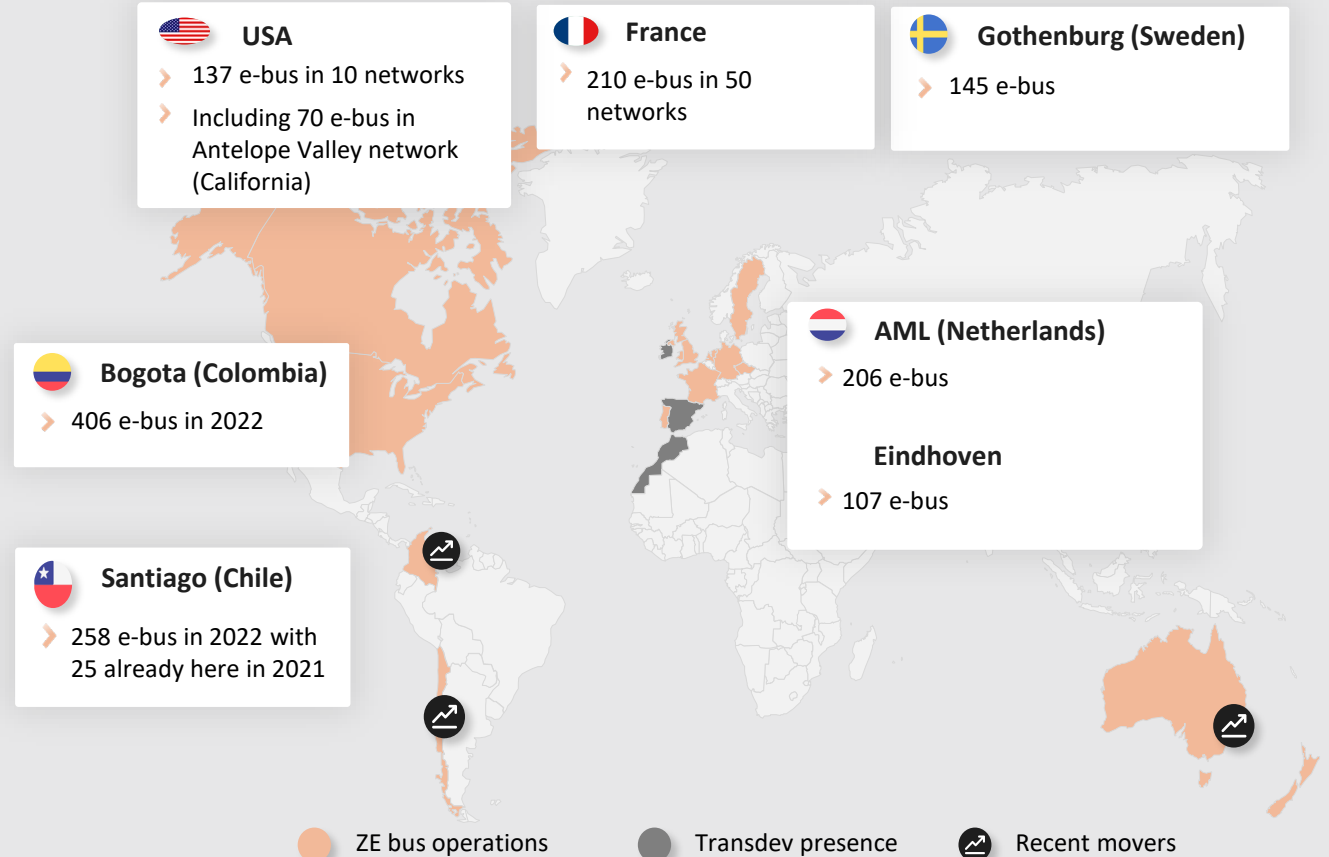 USA
137 e-bus in 10 networks
Including 70 e-bus in
Antelope Valley network
(California)
France
210 e-bus in 50
networks
Gothenburg (Sweden)
145 e-bus
Bogota (Colombia)
406 e-bus in 2022
AML (Netherlands)
206 e-bus
Eindhoven
107 e-bus
Santiago (Chile)
258 e-bus in 2022 with
25 already here in 2021
ZE bus operations
Transdev presence
Recent movers